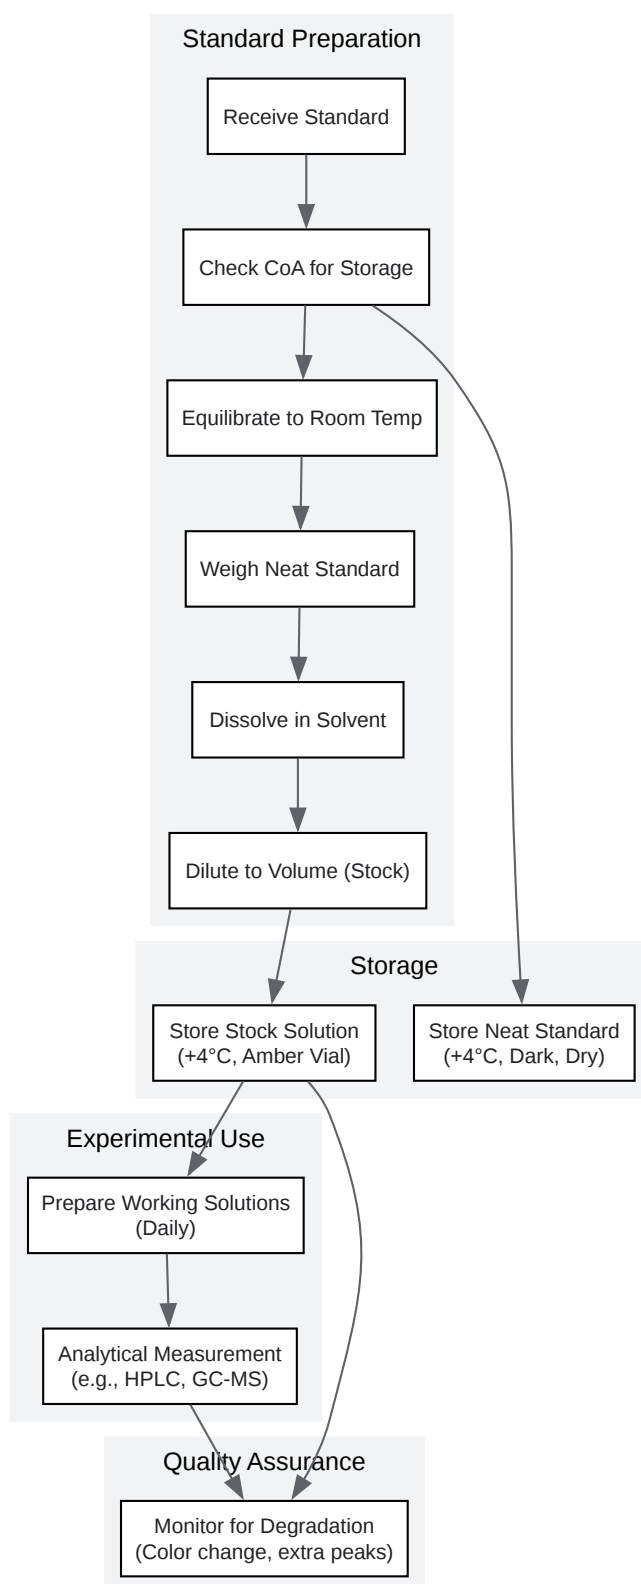 Standard Preparation
Receive Standard
Check CoA for Storage
Equilibrate to Room Temp
Weigh Neat Standard
Dissolve in Solvent
Dilute to Volume (Stock)
Storage
Store Stock Solution
(+4°C, Amber Vial)
Store Neat Standard
(+4°C, Dark, Dry)
Experimental Use
Prepare Working Solutions
(Daily)
Analytical Measurement
(e.g., HPLC, GC-MS)
Quality Assurance
Monitor for Degradation
(Color change, extra peaks)